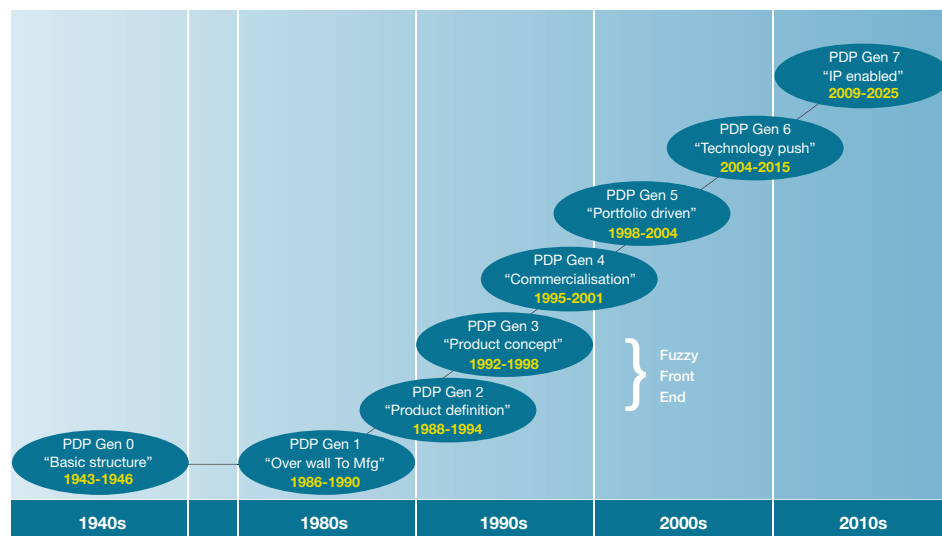 PDP Gen 7
“IP enabled”
2009-2025
PDP Gen 6
“Technology push”
2004-2015
PDP Gen 5
“Portfolio driven”
1998-2004
PDP Gen 4
“Commercialisation”
1995-2001
PDP Gen 3
“Product concept”
1992-1998
Fuzzy
Front
End
PDP Gen 2
“Product definition”
1988-1994
PDP Gen 0
“Basic structure”
1943-1946
PDP Gen 1
“Over wall To Mfg”
1986-1990
1940s
1980s
1990s
2000s
2010s